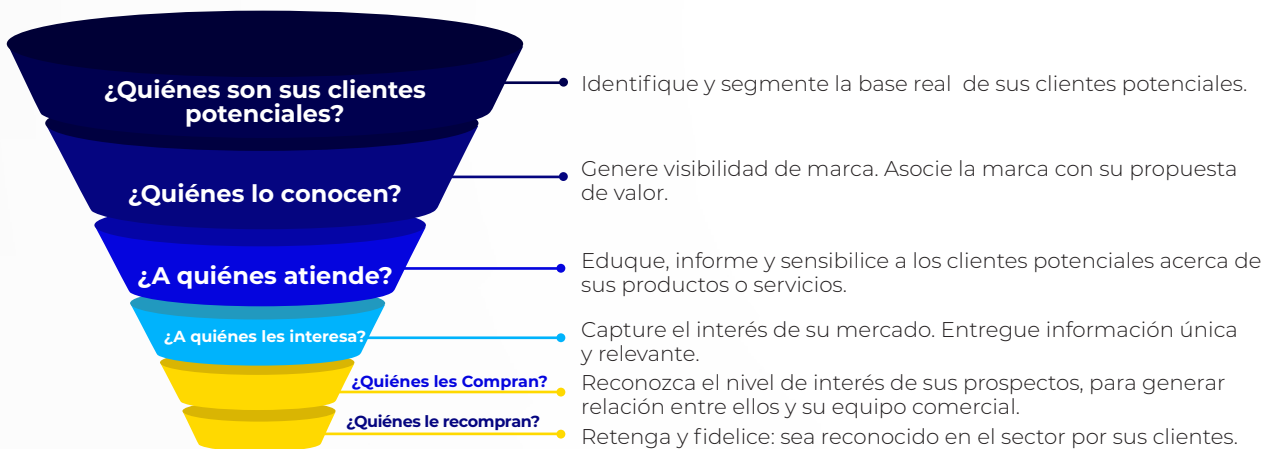 ¿Quiénes son sus clientes
potenciales?
Identifique y segmente la base real  de sus clientes potenciales.
¿Quiénes lo conocen?
Genere visibilidad de marca. Asocie la marca con su propuesta
de valor.
¿A quiénes atiende?
Eduque, informe y sensibilice a los clientes potenciales acerca de
sus productos o servicios.
¿A quiénes les interesa?
Capture el interés de su mercado. Entregue información única
y relevante.
¿Quiénes les Compran?
Reconozca el nivel de interés de sus prospectos, para generar
relación entre ellos y su equipo comercial.
¿Quiénes le recompran?
Retenga y fidelice: sea reconocido en el sector por sus clientes.